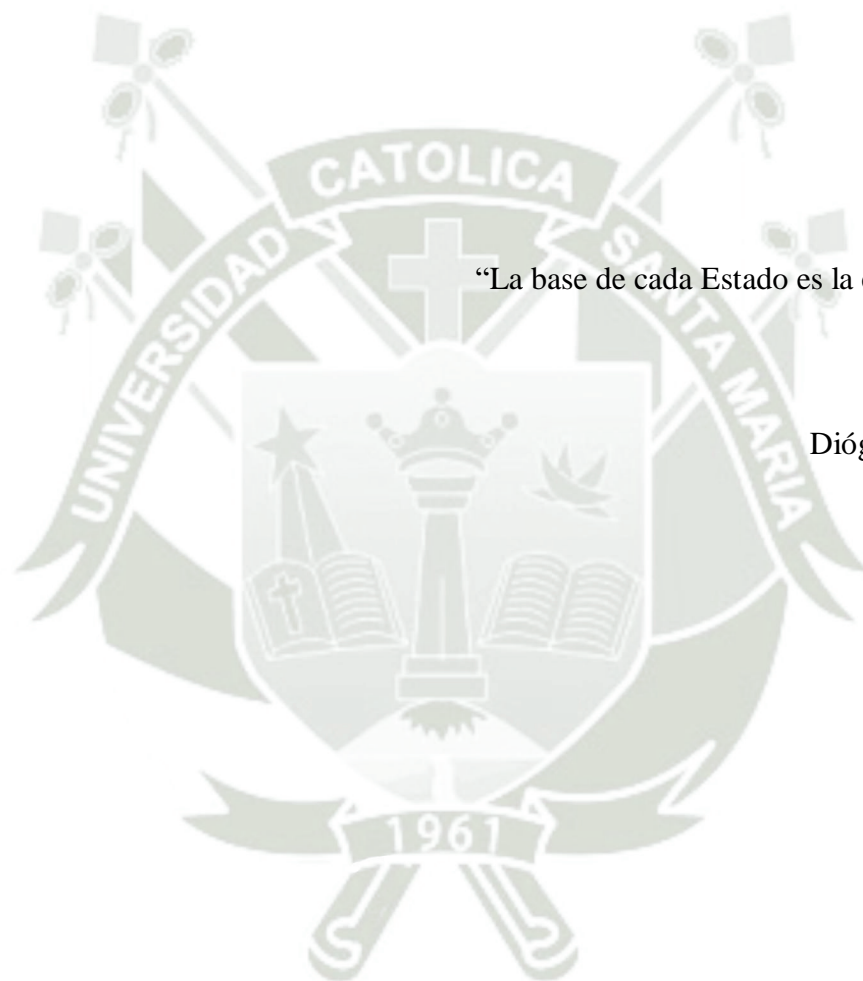 CATOLICA
UNIVERSIDAD
SANTA MARIA
“La base de cada Estado es la
1961